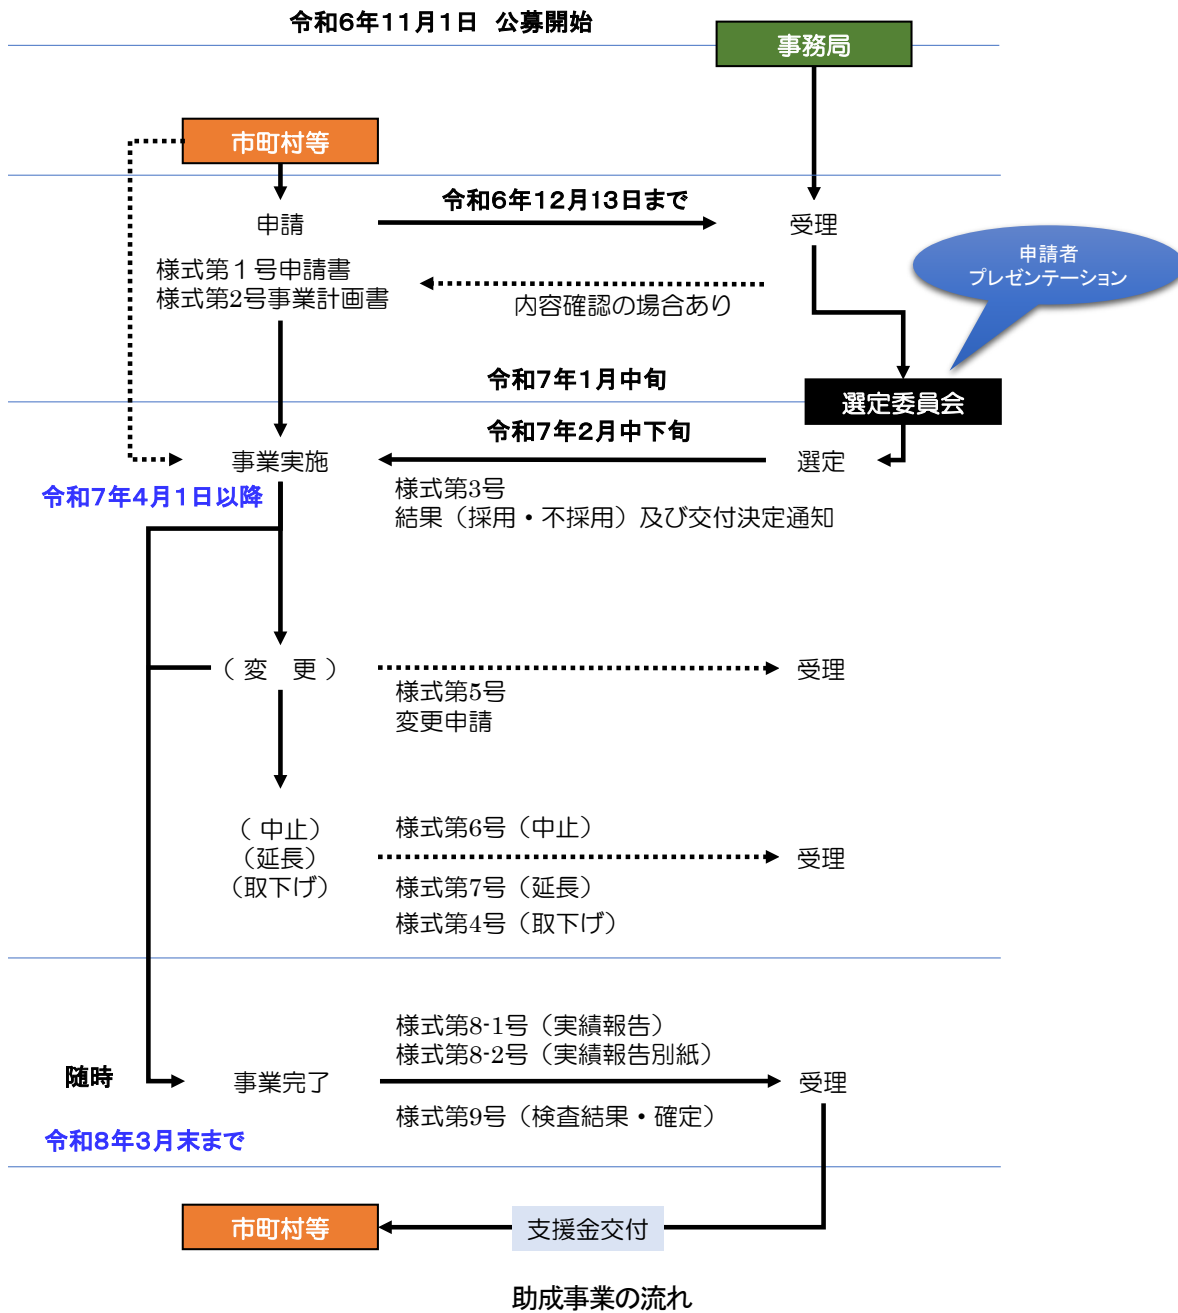 令和6年11月1日 公募開始
事務局
市町村等
令和6年12月13日まで
申請
受理
様式第１号申請書
様式第2号事業計画書
内容確認の場合あり
申請者
プレゼンテーション
令和7年1月中旬
選定委員会
令和7年2月中下旬
事業実施
選定
令和7年4月1日以降
様式第3号
結果（採用・不採用）及び交付決定通知
（ 変　更 ）
受理
様式第5号
変更申請
（ 中止）
(延長）
(取下げ）
様式第6号（中止）
受理
様式第7号（延長）
様式第4号（取下げ）
様式第8-1号（実績報告）
様式第8-2号（実績報告別紙）
随時
事業完了
受理
様式第9号（検査結果・確定）
令和8年3月末まで
市町村等
支援金交付
助成事業の流れ